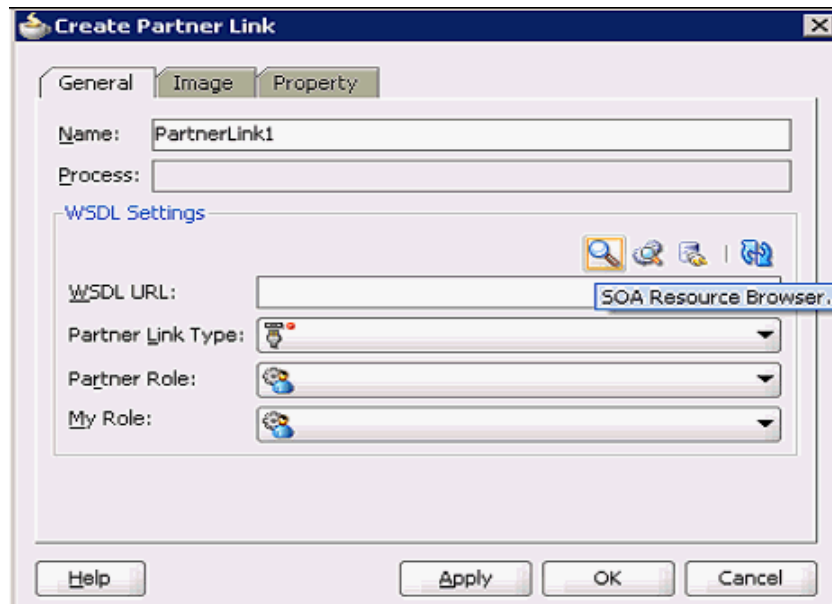 Create Partner Link
General Image Property
Name: PartnerLink1
Process:
WSDL Settings
WSDL URL:
SOA Resource Browser.
Partner Link Type:
Partner Role:
My Role:
Help Apply OK Cancel